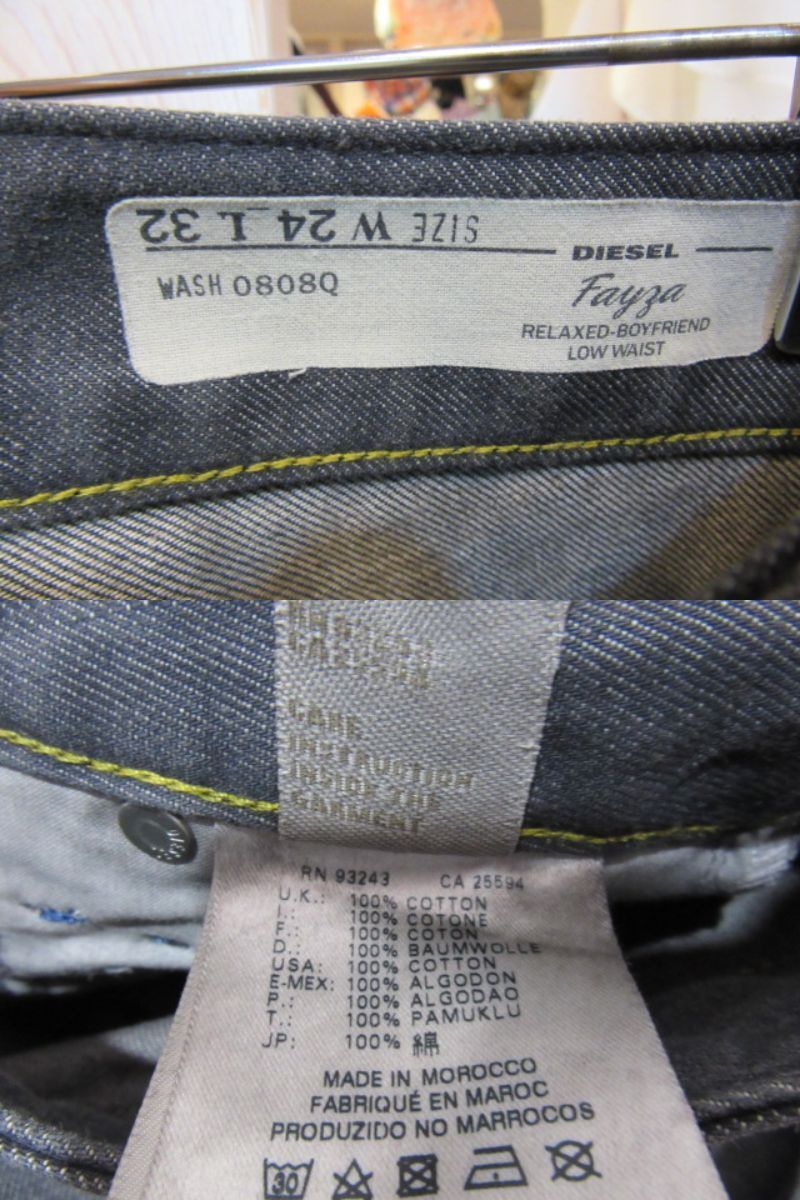 SIZE W 24_L 32
DIESEL
WASH 0808Q
Fayza
RELAXED-BOYFRIEND
LOW WAIST
CARE
INSTRUCTION
INSIDE THE
GARMENT
RN 93243 CA 25594
U.K.: 100% COTTON
I.: 100% COTONE
F.: 100% COTON
D.: 100% BAUMWOLLE
USA: 100% COTTON
E-MEX: 100% ALGODON
P.: 100% ALGODAO
T.: 100% PAMUKLU
JP: 100% 綿
MADE IN MOROCCO
FABRIQUÉ EN MAROC
PRODUZIDO NO MARROCOS
30